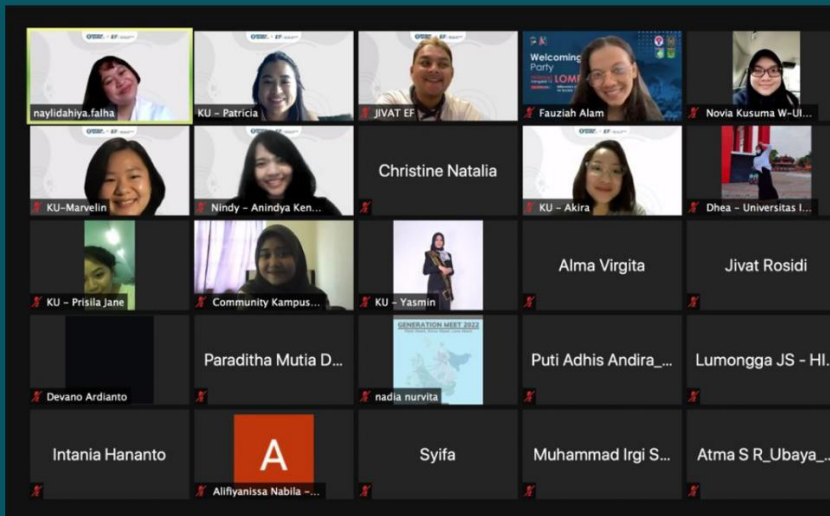 naylidahiya.falha
KU - Patricia
JIVAT EF
Welcoming
Party
Fauziah Alam
Novia Kusuma W-UI...
KU-Marvelin
Nindy - Anindya Ken...
Christine Natalia
KU - Akira
Dhea - Universitas I...
KU - Prisila Jane
Community Kampus...
KU - Yasmin
Alma Virgita
Jivat Rosidi
Devano Ardianto
Paraditha Mutia D...
GENERATION MEET 2022
nadia nurvita
Puti Adhis Andira_...
Lumongga JS - HI...
Intania Hananto
A
Alifiyanissa Nabila -...
Syifa
Muhammad Irgi S...
Atma S R_Ubaya_...